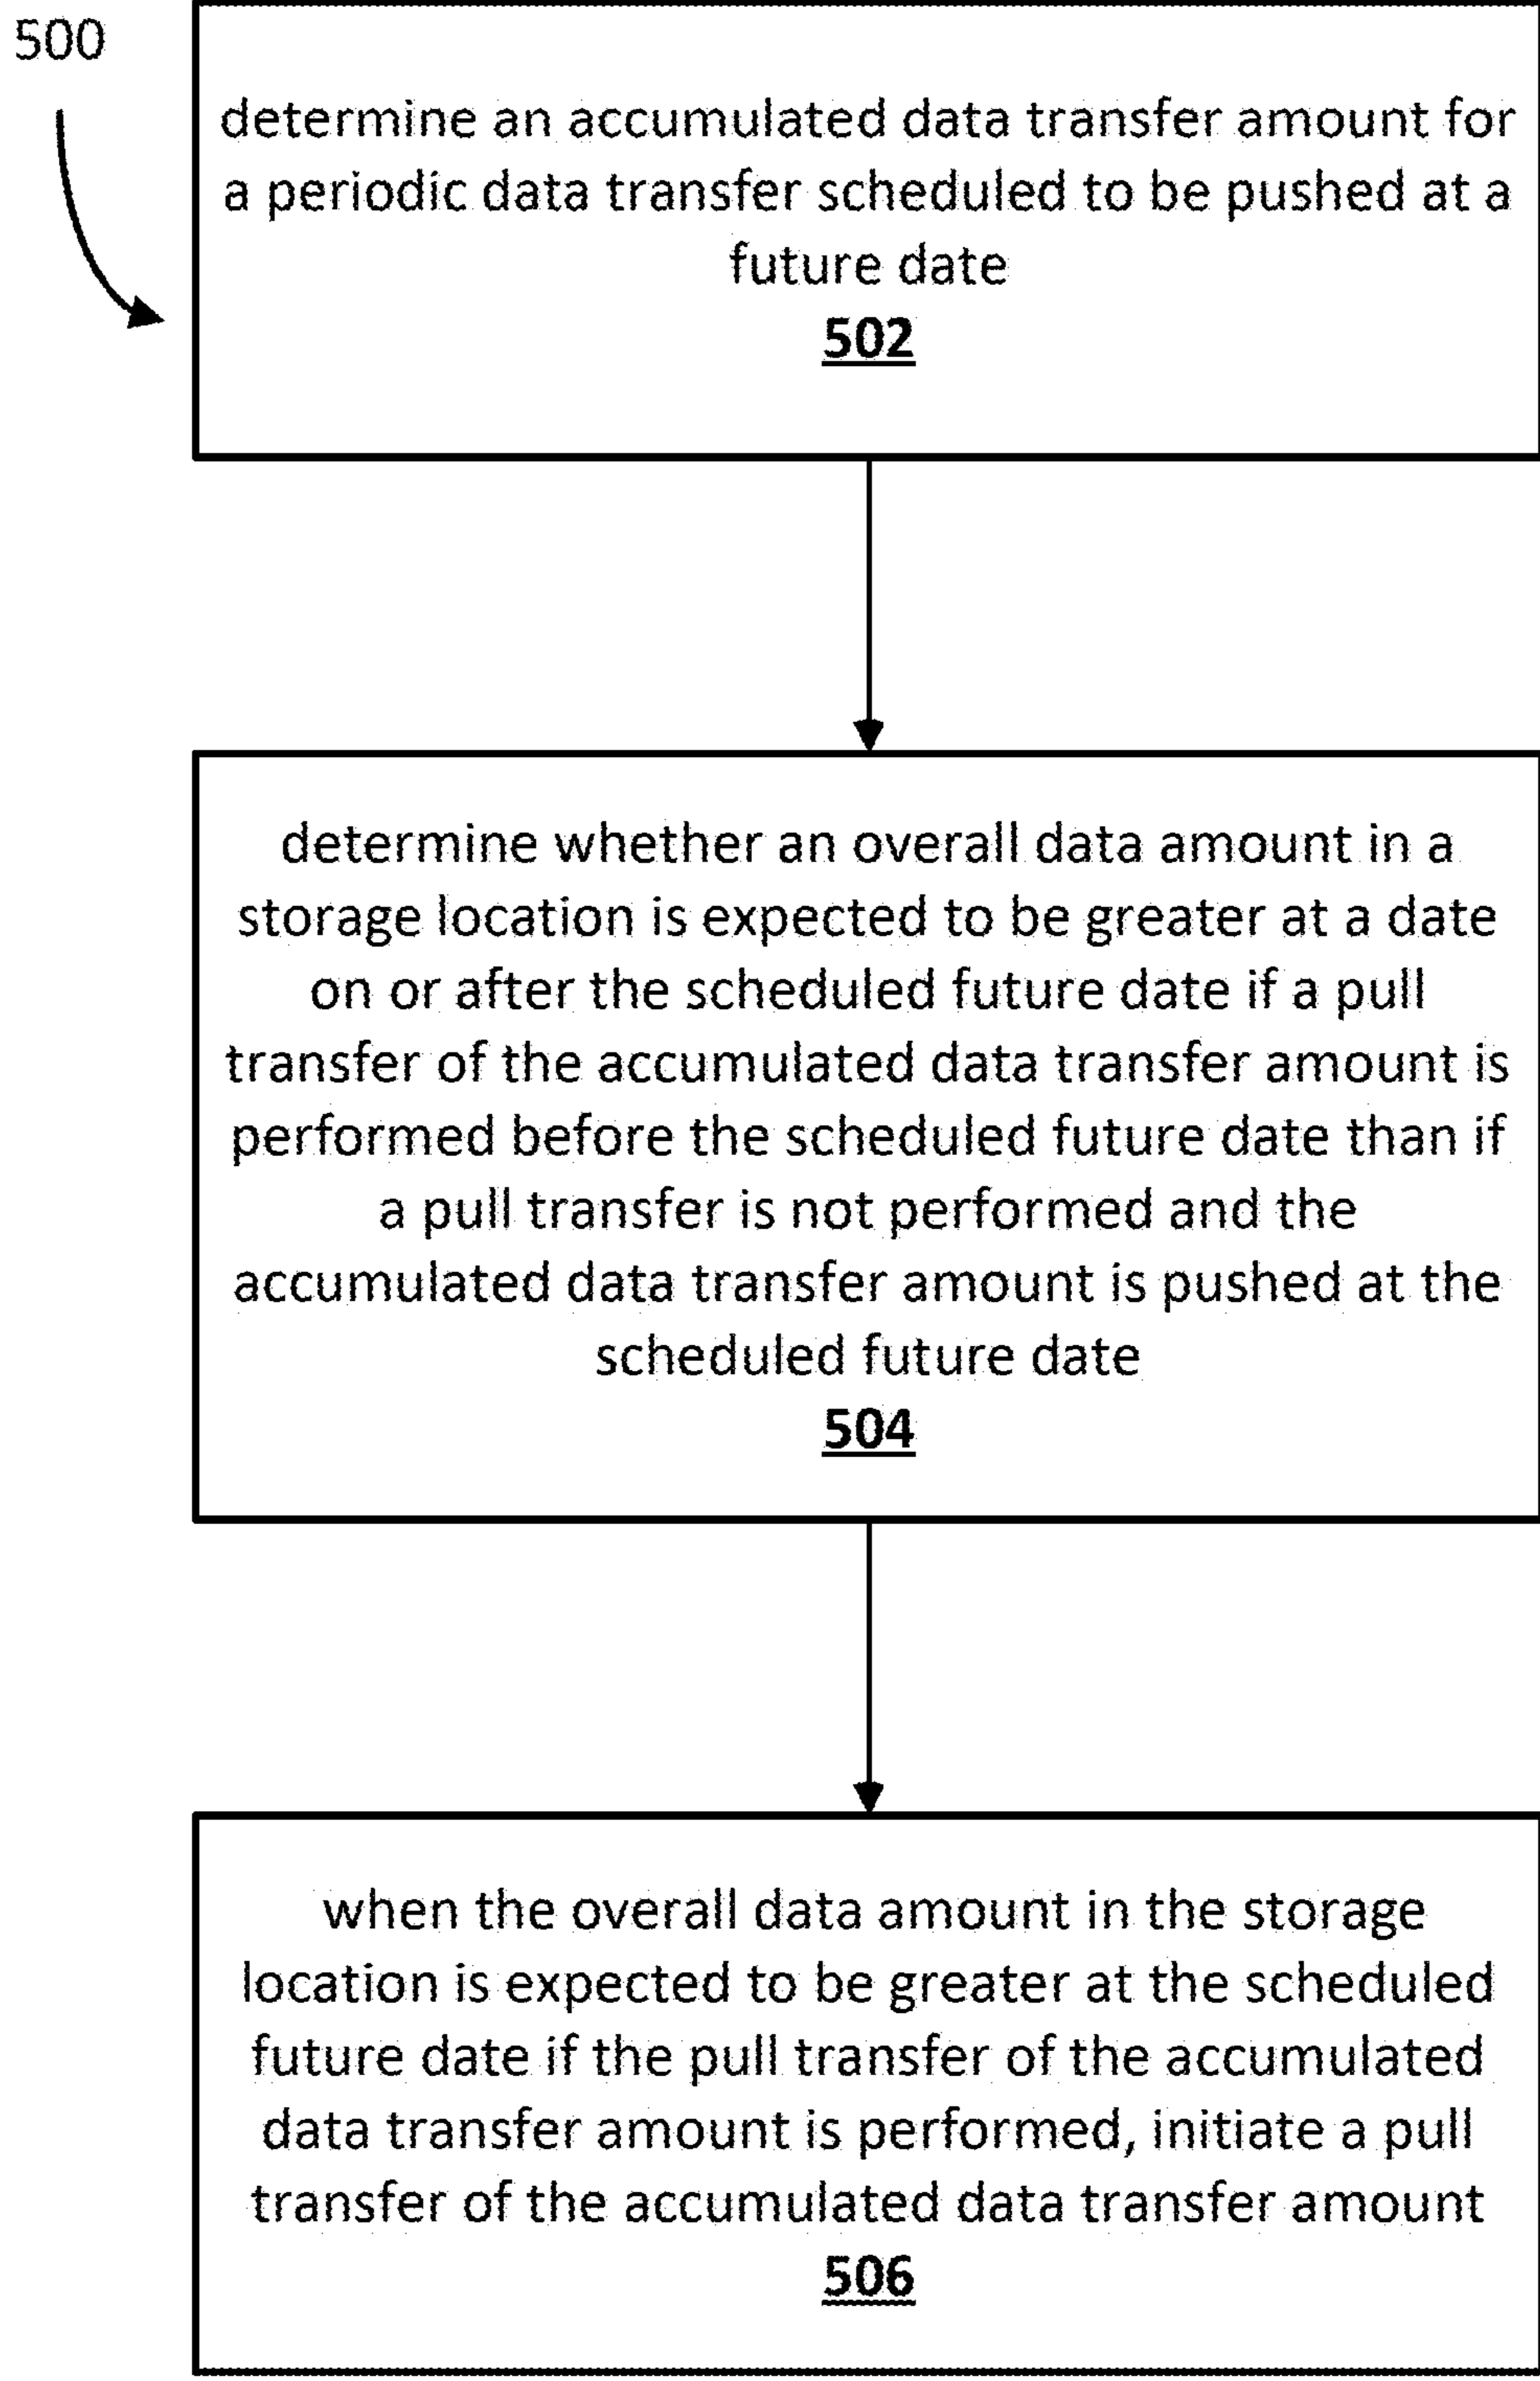 500
determine an accumulated data transfer amount for
a periodic data transfer scheduled to be pushed at a
future date
502
determine whether an overall data amount in a
storage location is expected to be greater at a date
on or after the scheduled future date if a pull
transfer of the accumulated data transfer amount is
performed before the scheduled future date than if
a pull transfer is not performed and the
accumulated data transfer amount is pushed at the
scheduled future date
504
when the overall data amount in the storage
location is expected to be greater at the scheduled
future date if the pull transfer of the accumulated
data transfer amount is performed, initiate a pull
transfer of the accumulated data transfer amount
506